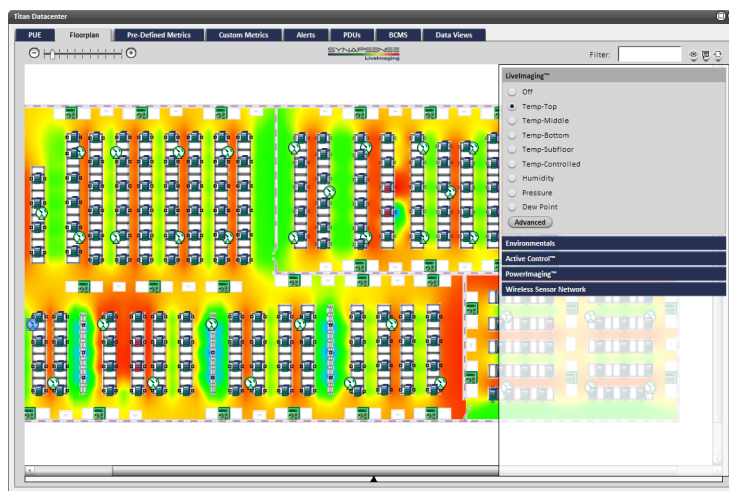 Titan Datacenter
PUE Floorplan Pre-Defined Metrics Custom Metrics Alerts PDUs BCMS Data Views
SYNAPSENSE
LiveImaging
Filter:
LiveImaging™
Off
Temp-Top
Temp-Middle
Temp-Bottom
Temp-Subfloor
Temp-Controlled
Humidity
Pressure
Dew Point
Advanced
Environmentals
Active Control™
PowerImaging™
Wireless Sensor Network